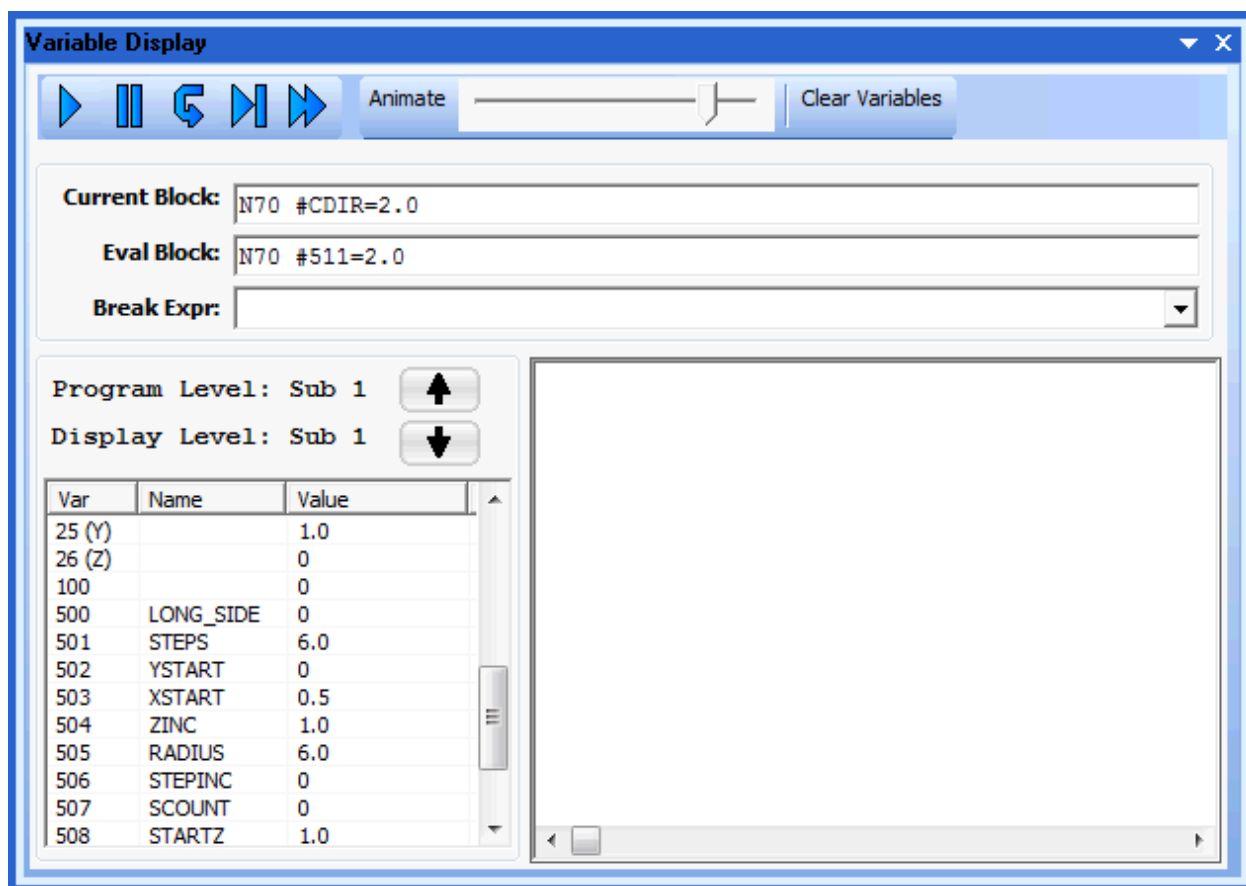 Variable Display
Animate Clear Variables
Current Block: N70 #CDIR=2.0
Eval Block: N70 #511=2.0
Break Expr:
Program Level: Sub 1
Display Level: Sub 1
Var Name Value
25 (Y) 1.0
26 (Z) 0
100 0
500 LONG_SIDE 0
501 STEPS 6.0
502 YSTART 0
503 XSTART 0.5
504 ZINC 1.0
505 RADIUS 6.0
506 STEPINC 0
507 SCOUNT 0
508 STARTZ 1.0